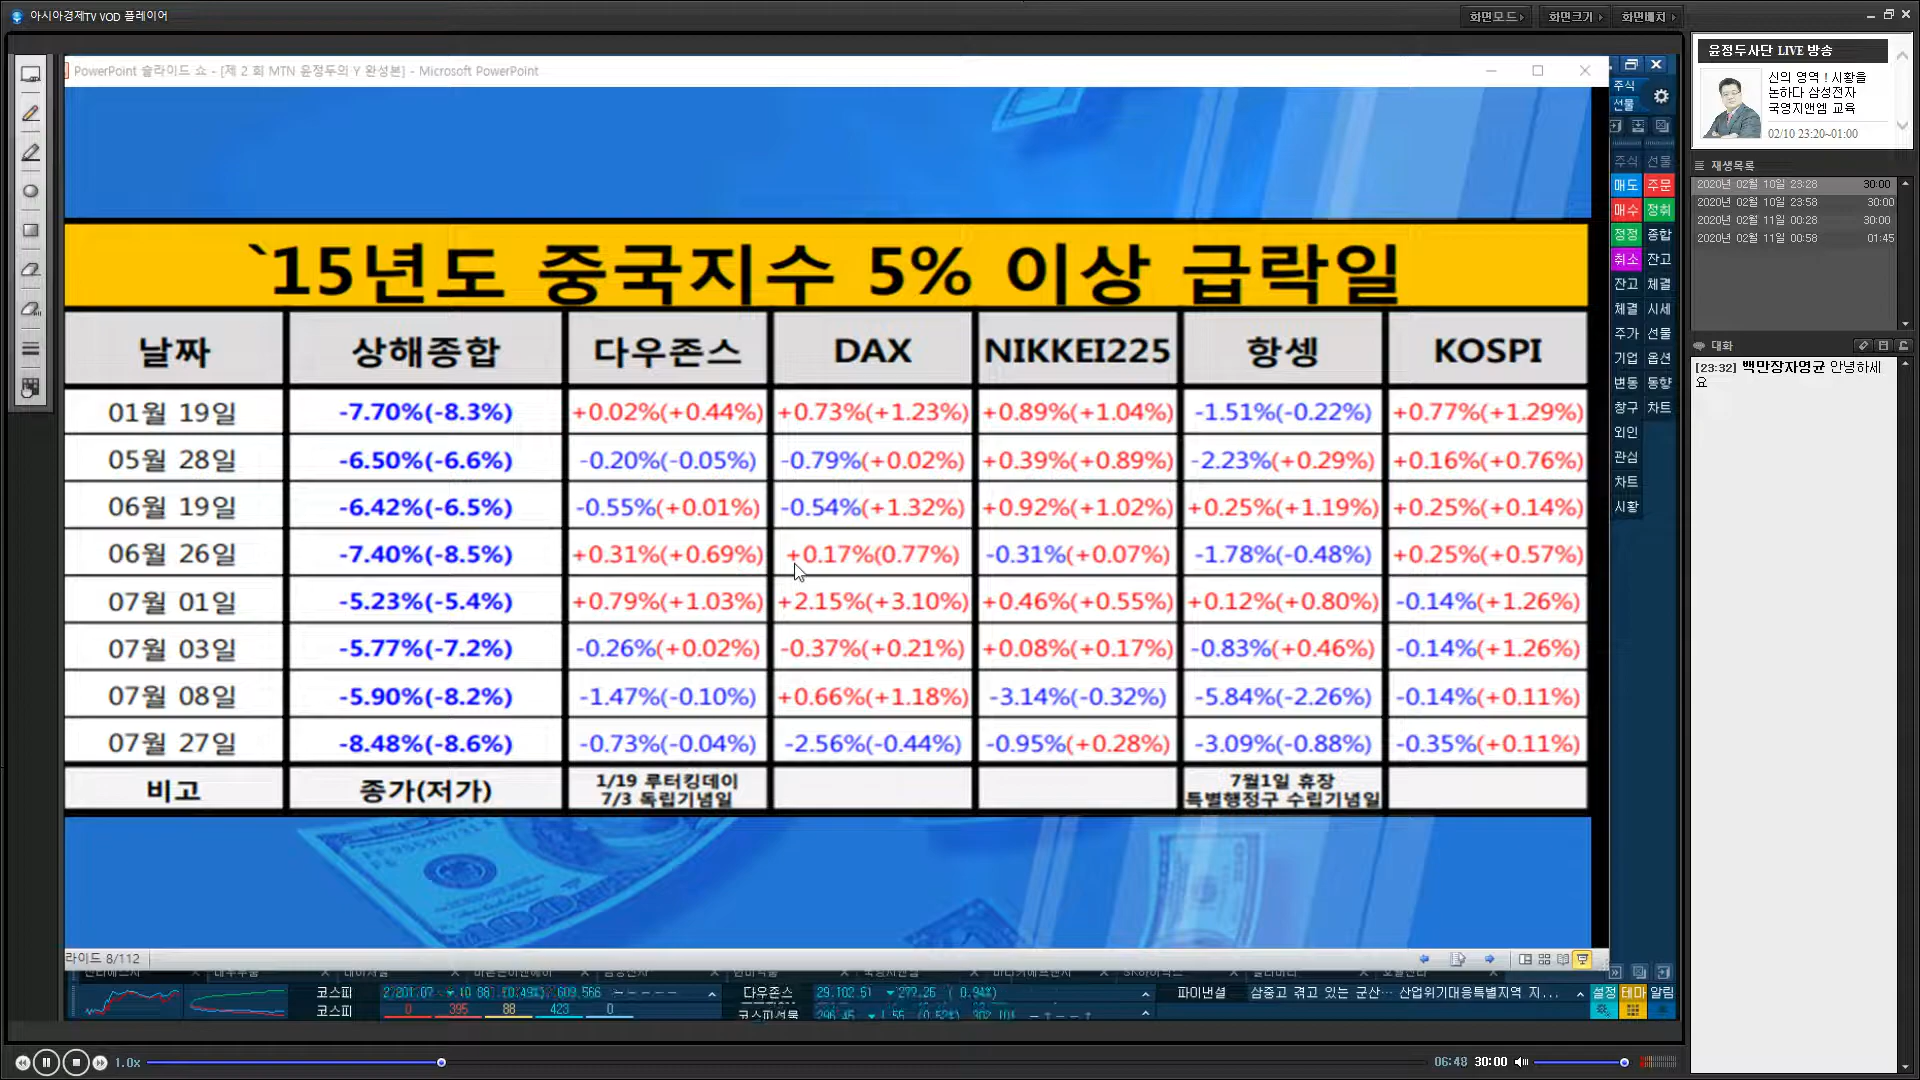 아시아경제TV VOD 플레이어
화면모드
화면크기
화면배치
PowerPoint 슬라이드 쇼 - [제 2 회 MTN 윤정두의 Y 완성본] - Microsoft PowerPoint
`15년도 중국지수 5% 이상 급락일
날짜 상해종합 다우존스 DAX NIKKEI225 항셍 KOSPI
01월 19일 -7.70%(-8.3%) +0.02%(+0.44%) +0.73%(+1.23%) +0.89%(+1.04%) -1.51%(-0.22%) +0.77%(+1.29%)
05월 28일 -6.50%(-6.6%) -0.20%(-0.05%) -0.79%(+0.02%) +0.39%(+0.89%) -2.23%(+0.29%) +0.16%(+0.76%)
06월 19일 -6.42%(-6.5%) -0.55%(+0.01%) -0.54%(+1.32%) +0.92%(+1.02%) +0.25%(+1.19%) +0.25%(+0.14%)
06월 26일 -7.40%(-8.5%) +0.31%(+0.69%) +0.17%(0.77%) -0.31%(+0.07%) -1.78%(-0.48%) +0.25%(+0.57%)
07월 01일 -5.23%(-5.4%) +0.79%(+1.03%) +2.15%(+3.10%) +0.46%(+0.55%) +0.12%(+0.80%) -0.14%(+1.26%)
07월 03일 -5.77%(-7.2%) -0.26%(+0.02%) -0.37%(+0.21%) +0.08%(+0.17%) -0.83%(+0.46%) -0.14%(+1.26%)
07월 08일 -5.90%(-8.2%) -1.47%(-0.10%) +0.66%(+1.18%) -3.14%(-0.32%) -5.84%(-2.26%) -0.14%(+0.11%)
07월 27일 -8.48%(-8.6%) -0.73%(-0.04%) -2.56%(-0.44%) -0.95%(+0.28%) -3.09%(-0.88%) -0.35%(+0.11%)
비고 종가(저가)
1/19 루터킹데이
7/3 독립기념일
7월1일 휴장
특별행정구 수립기념일
라이드 8/112
코스피
코스피
0 395 88 423 0
다우존스
코스피선물
파이낸셜 삼중고 겪고 있는 군산… 산업위기대응특별지역 지...
설정 테마 알림
주식
선물
주식 선물
매도 주문
매수 정취
정정 종합
취소 잔고
잔고 체결
체결 시세
주가 선물
기업 옵션
변동 동향
창구 차트
외인
관심
차트
시황
윤정두사단 LIVE 방송
신의 영역 ! 시황을
논하다 삼성전자
국영지앤엠 교육
02/10 23:20~01:00
재생목록
2020년 02월 10일 23:28 30:00
2020년 02월 10일 23:58 30:00
2020년 02월 11일 00:28 30:00
2020년 02월 11일 00:58 01:45
대화
[23:32] 백만장자영균 안녕하세
요
1.0x
06:48 30:00